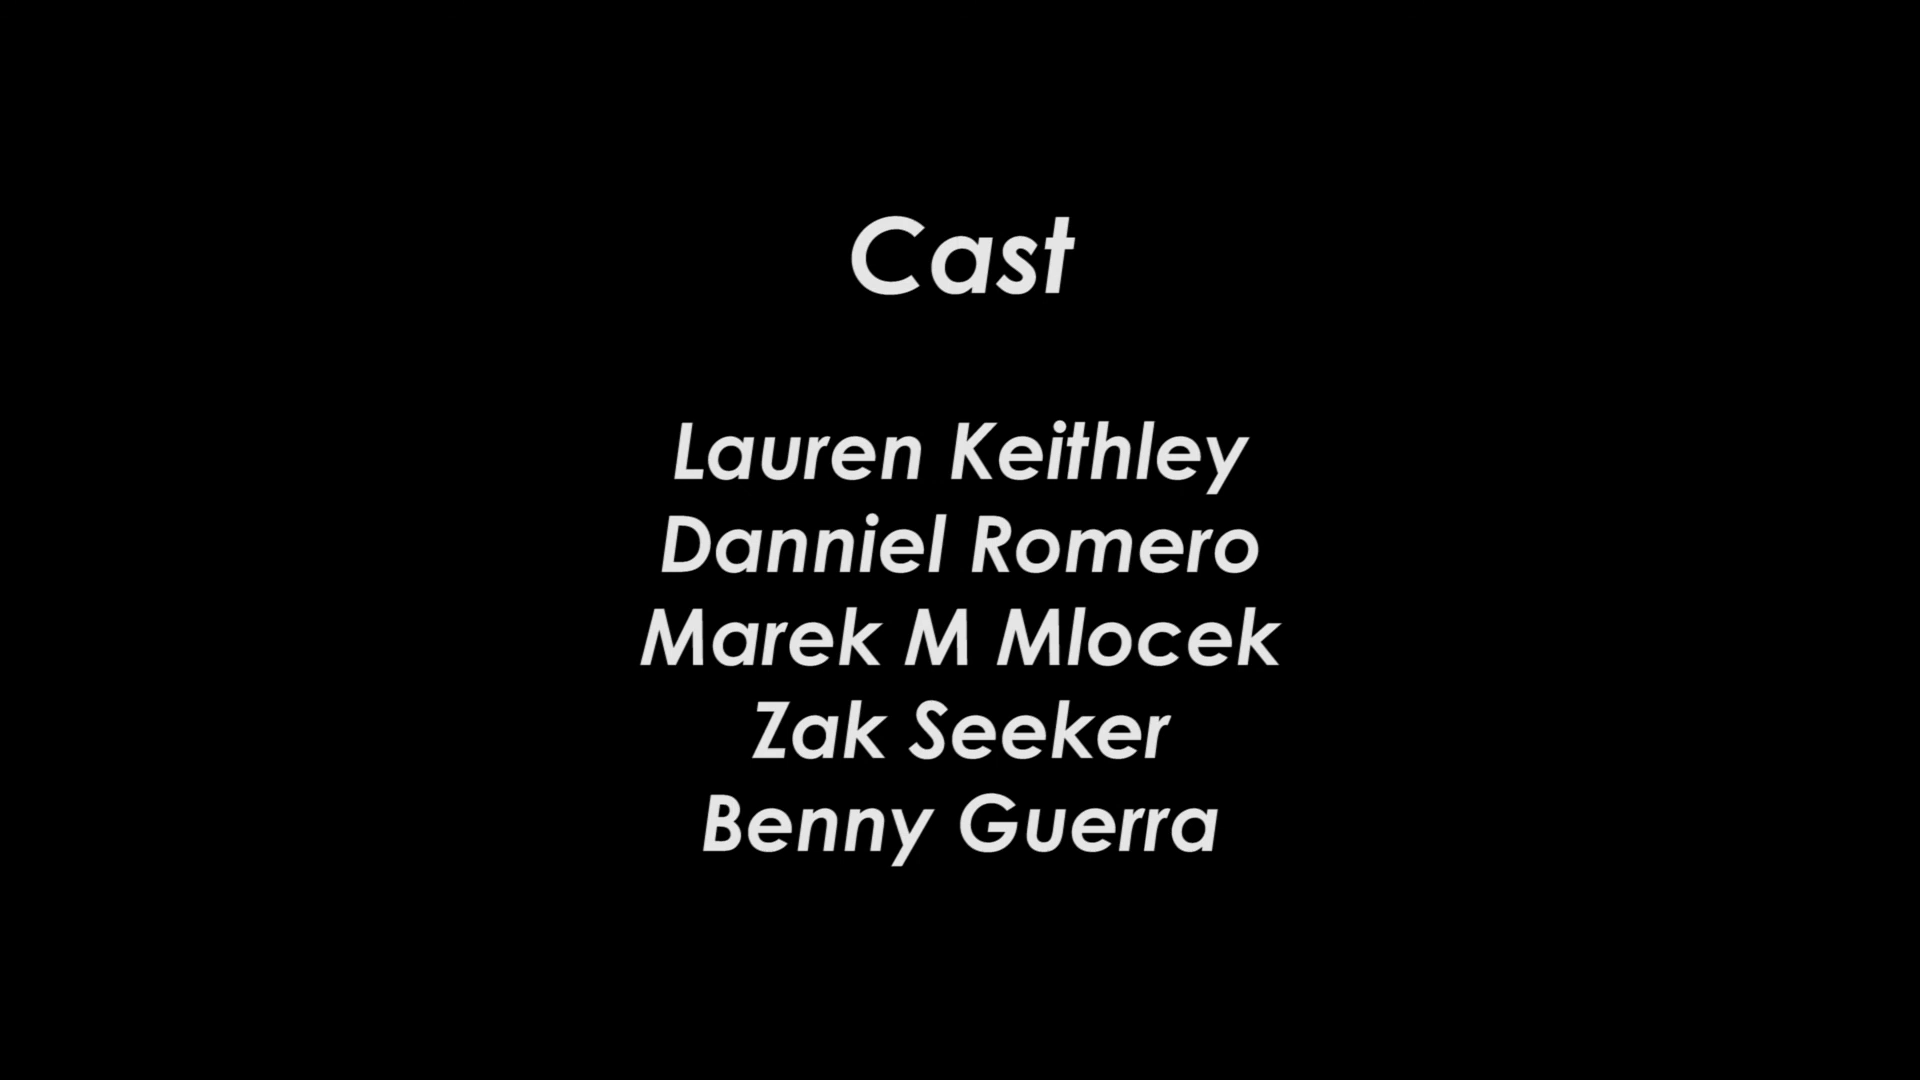 Cast
Lauren Keithley
Danniel Romero
Marek M Mlocek
Zak Seeker
Benny Guerra